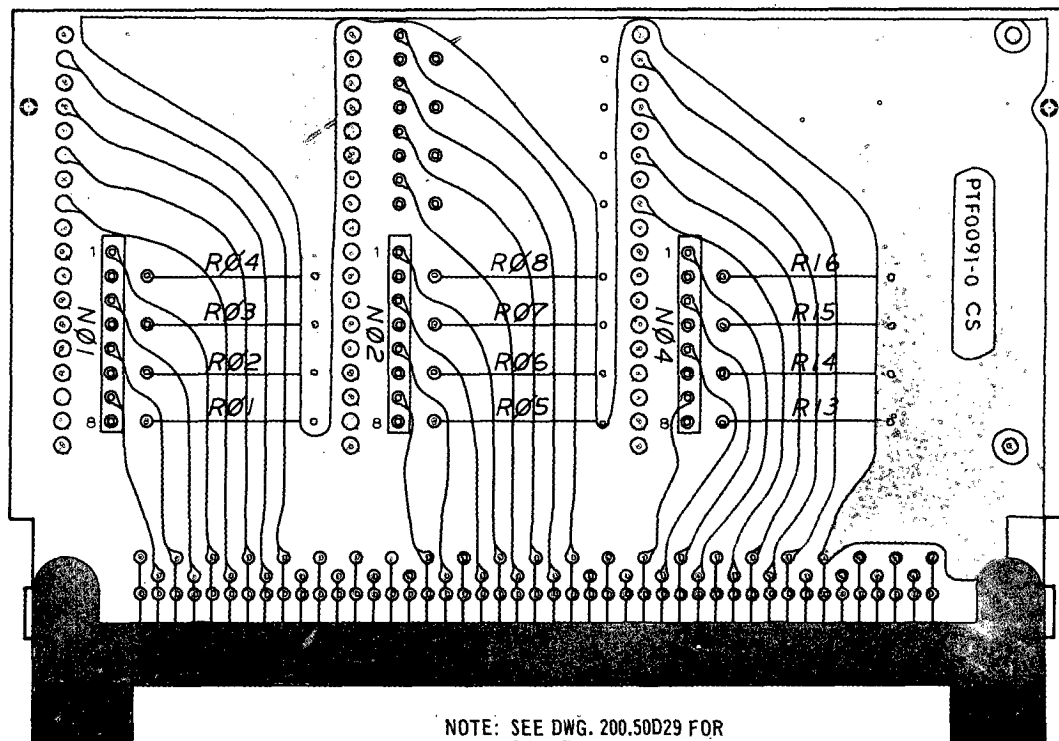 1
RØ4
RØ3
NØ1
RØ2
RØ1
8
1
RØ8
RØ7
NØ2
RØ6
RØ5
8
1
R16
R15
NØ4
R14
R13
8
PTF0091-0 CS
NOTE: SEE DWG. 200.50D29 FOR